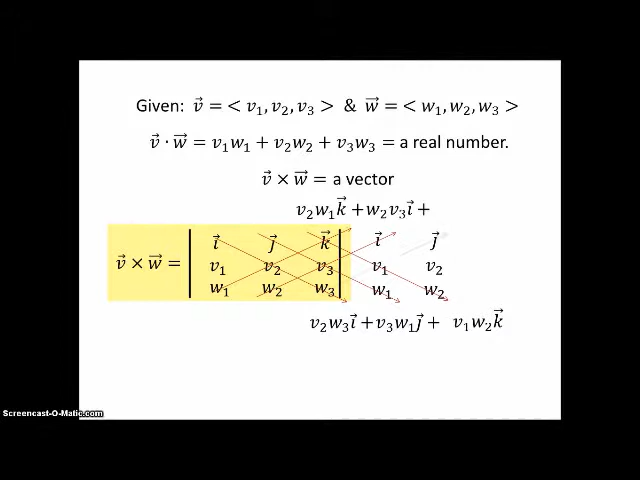 Given: v⃗ = < v₁, v₂, v₃ > & w⃗ = < w₁, w₂, w₃ >
v⃗ · w⃗ = v₁w₁ + v₂w₂ + v₃w₃ = a real number.
v⃗ × w⃗ = a vector
v₂w₁k⃗ +w₂v₃i⃗ +
i⃗ j⃗ k⃗ i⃗ j⃗
v⃗ × w⃗ = v₁ v₂ v₃ v₁ v₂
w₁ w₂ w₃ w₁ w₂
v₂w₃i⃗ +v₃w₁j⃗ + v₁w₂k⃗
Screencast-O-Matic.com